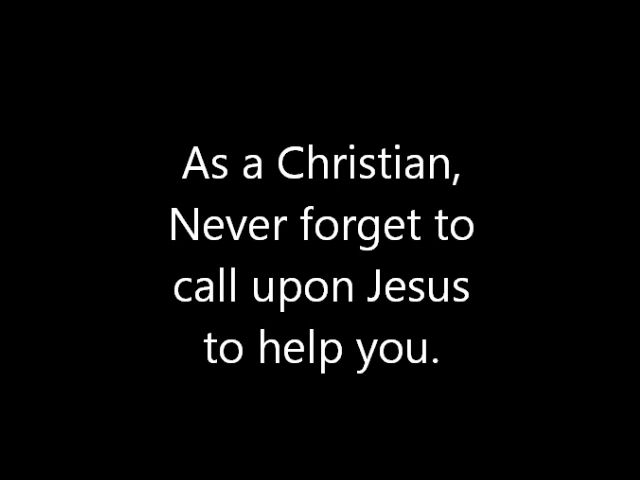 As a Christian,
Never forget to
call upon Jesus
to help you.